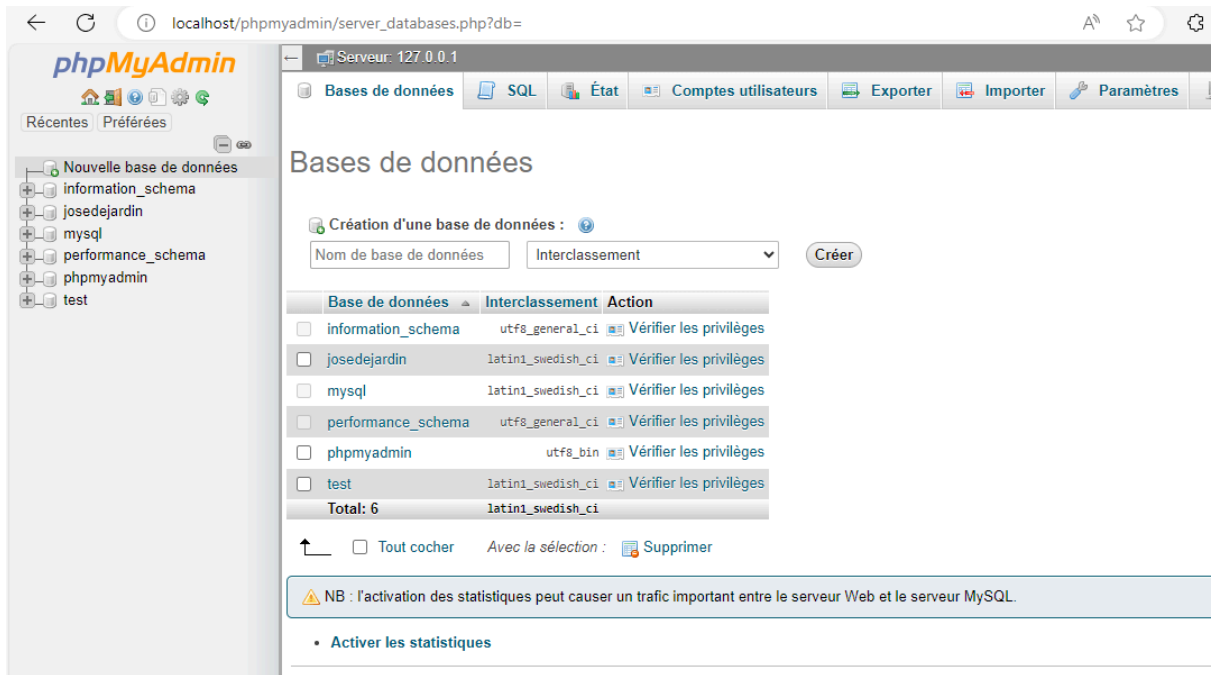 localhost/phpmyadmin/server_databases.php?db=
phpMyAdmin
Récentes Préférées
Nouvelle base de données
information_schema
josedejardin
mysql
performance_schema
phpmyadmin
test
Serveur: 127.0.0.1
Bases de données SQL État Comptes utilisateurs Exporter Importer Paramètres
Bases de données
Création d'une base de données :
Nom de base de données Interclassement Créer
Base de données Interclassement Action
information_schema utf8_general_ci Vérifier les privilèges
josedejardin latin1_swedish_ci Vérifier les privilèges
mysql latin1_swedish_ci Vérifier les privilèges
performance_schema utf8_general_ci Vérifier les privilèges
phpmyadmin utf8_bin Vérifier les privilèges
test latin1_swedish_ci Vérifier les privilèges
Total: 6 latin1_swedish_ci
Tout cocher Avec la sélection : Supprimer
NB : l'activation des statistiques peut causer un trafic important entre le serveur Web et le serveur MySQL.
• Activer les statistiques